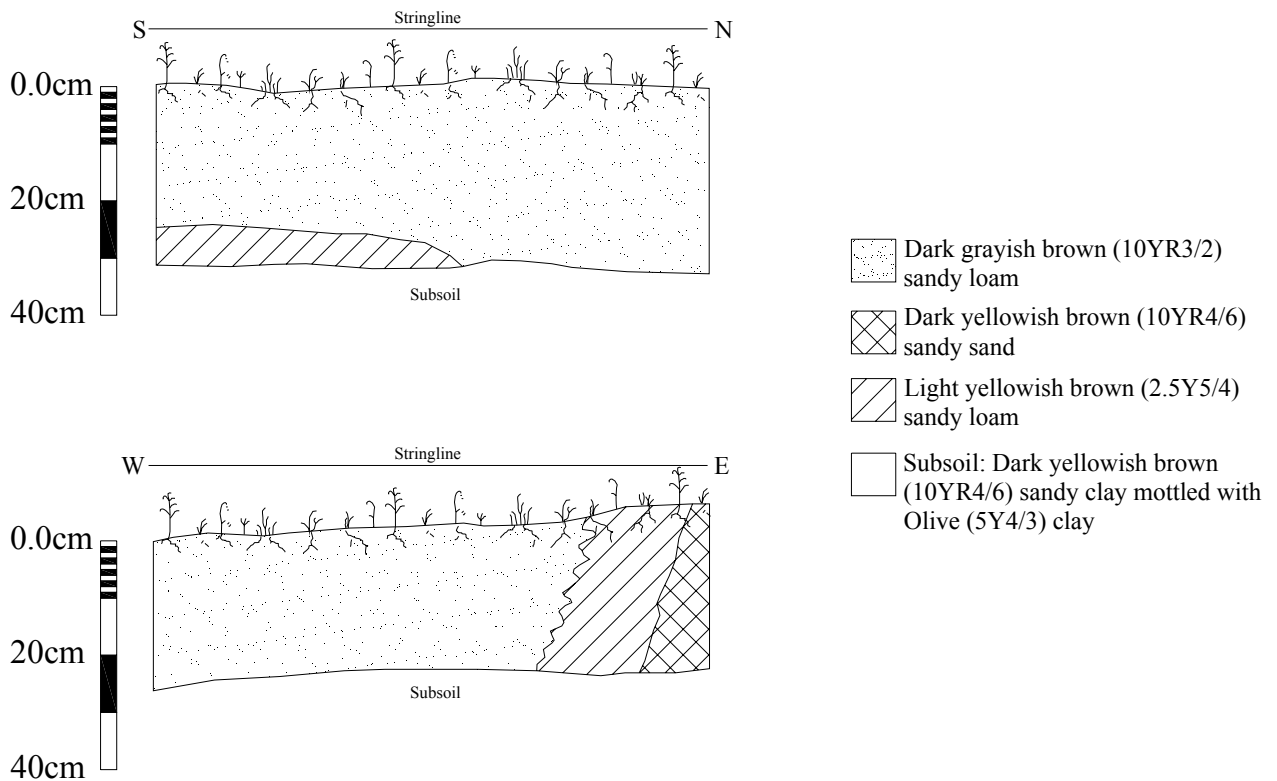 Stringline
S N
0.0cm
20cm
40cm
Subsoil
Dark grayish brown (10YR3/2)
sandy loam
Dark yellowish brown (10YR4/6)
sandy sand
Light yellowish brown (2.5Y5/4)
sandy loam
Subsoil: Dark yellowish brown
(10YR4/6) sandy clay mottled with
Olive (5Y4/3) clay
Stringline
W E
0.0cm
20cm
40cm
Subsoil